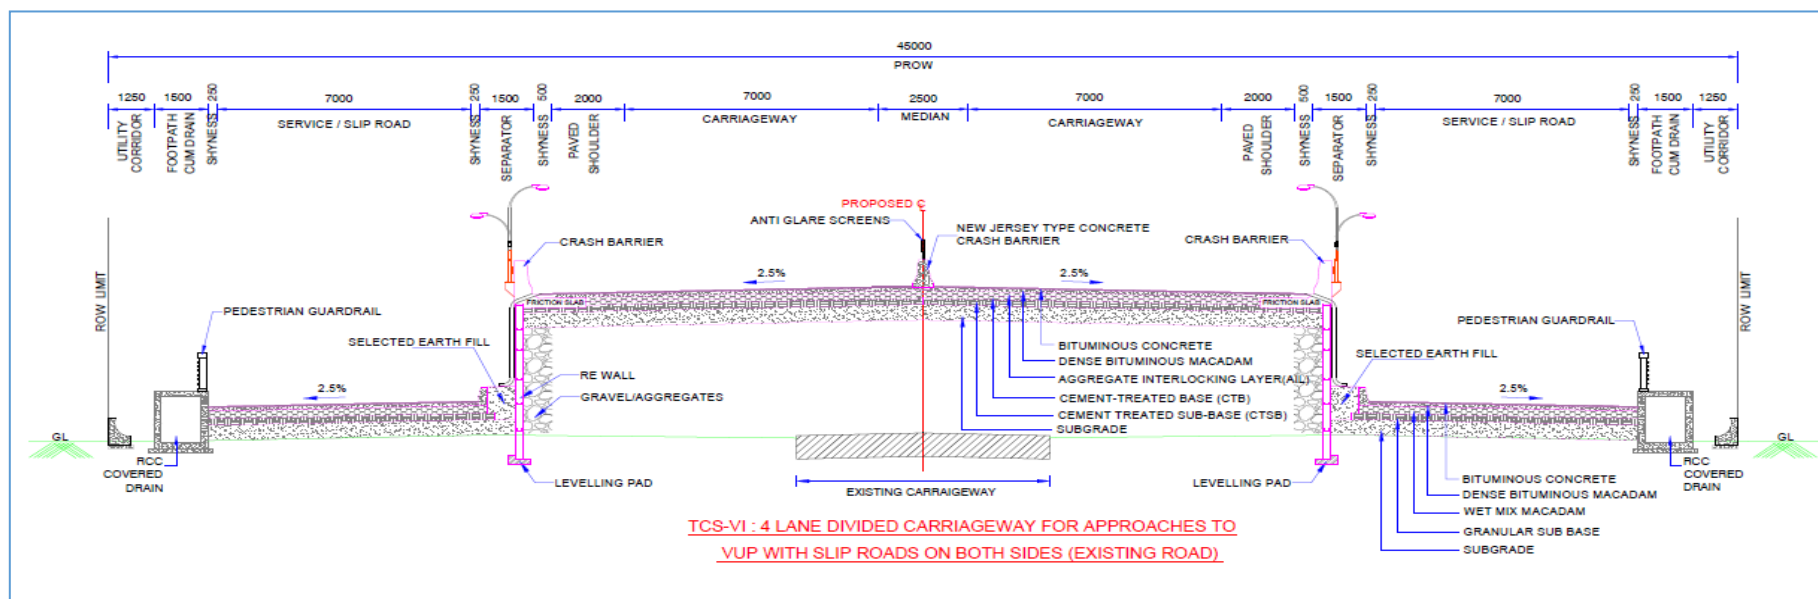 45000
PROW
1250 1500 250 7000 250 1500 500 2000 7000 2500 7000 2000 500 1500 250 7000 250 1500 1250
UTILITY CORRIDOR
FOOTPATH CUM DRAIN
SHYNESS
SERVICE / SLIP ROAD
SHYNESS
SEPARATOR
SHYNESS
PAVED SHOULDER
CARRIAGEWAY
MEDIAN
CARRIAGEWAY
PAVED SHOULDER
SHYNESS
SEPARATOR
SHYNESS
SERVICE / SLIP ROAD
SHYNESS
FOOTPATH CUM DRAIN
UTILITY CORRIDOR
PROPOSED ℄
ANTI GLARE SCREENS
NEW JERSEY TYPE CONCRETE
CRASH BARRIER
CRASH BARRIER
CRASH BARRIER
2.5%
2.5%
ROW LIMIT
ROW LIMIT
FRICTION SLAB
FRICTION SLAB
PEDESTRIAN GUARDRAIL
PEDESTRIAN GUARDRAIL
SELECTED EARTH FILL
SELECTED EARTH FILL
RE WALL
GRAVEL/AGGREGATES
2.5%
2.5%
BITUMINOUS CONCRETE
DENSE BITUMINOUS MACADAM
AGGREGATE INTERLOCKING LAYER(AIL)
CEMENT-TREATED BASE (CTB)
CEMENT TREATED SUB-BASE (CTSB)
SUBGRADE
GL
GL
RCC
COVERED
DRAIN
LEVELLING PAD
EXISTING CARRAIGEWAY
LEVELLING PAD
RCC
COVERED
DRAIN
BITUMINOUS CONCRETE
DENSE BITUMINOUS MACADAM
WET MIX MACADAM
GRANULAR SUB BASE
SUBGRADE
TCS-VI : 4 LANE DIVIDED CARRIAGEWAY FOR APPROACHES TO
VUP WITH SLIP ROADS ON BOTH SIDES (EXISTING ROAD)